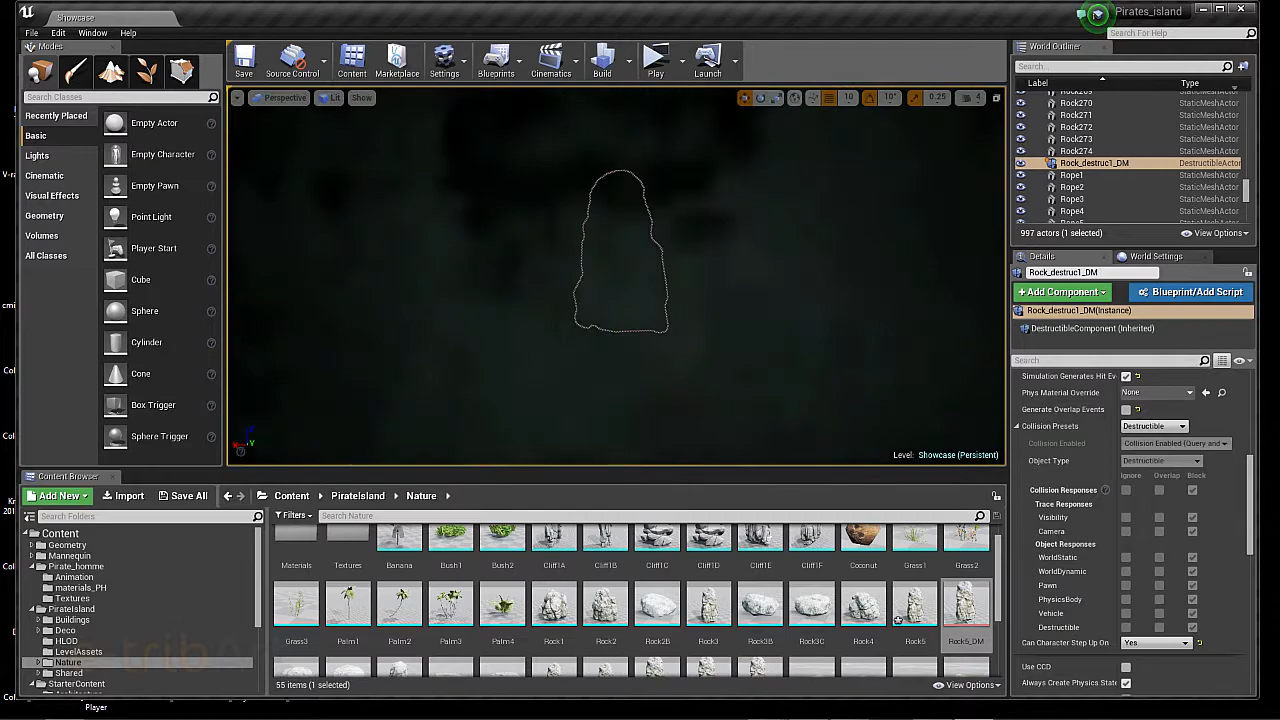 Showcase
Pirates_island
File Edit Window Help
Search For Help
Modes
World Outliner
Search Classes
Save Source Control Content Marketplace Settings Blueprints Cinematics Build Play Launch
Search...
Label Type
Recently Placed
Basic
Lights
Cinematic
Visual Effects
Geometry
Volumes
All Classes
Empty Actor
Empty Character
Empty Pawn
Point Light
Player Start
Cube
Sphere
Cylinder
Cone
Box Trigger
Sphere Trigger
Perspective Lit Show
10 10° 0.25 4
Level: Showcase (Persistent)
Rock270 StaticMeshActor
Rock271 StaticMeshActor
Rock272 StaticMeshActor
Rock273 StaticMeshActor
Rock274 StaticMeshActor
Rock_destruc1_DM DestructibleActor
Rope1 StaticMeshActor
Rope2 StaticMeshActor
Rope3 StaticMeshActor
Rope4 StaticMeshActor
997 actors (1 selected) View Options
Details World Settings
Rock_destruc1_DM
Add Component Blueprint/Add Script
Rock_destruc1_DM(Instance)
DestructibleComponent (Inherited)
Search
Simulation Generates Hit Ev
Phys Material Override None
Generate Overlap Events
Collision Presets Destructible
Collision Enabled Collision Enabled (Query and
Object Type Destructible
Ignore Overlap Block
Collision Responses
Trace Responses
Visibility
Camera
Object Responses
WorldStatic
WorldDynamic
Pawn
PhysicsBody
Vehicle
Destructible
Can Character Step Up On Yes
Use CCD
Always Create Physics State
Content Browser
Add New Import Save All Content PirateIsland Nature
Search Folders
Filters Search Nature
Content
Geometry
Mannequin
Pirate_homme
Animation
materials_PH
Textures
PirateIsland
Buildings
Deco
HLOD
LevelAssets
Nature
Shared
StarterContent
Materials Textures Banana Bush1 Bush2 Cliff1A Cliff1B Cliff1C Cliff1D Cliff1E Cliff1F Coconut Grass1 Grass2
Grass3 Palm1 Palm2 Palm3 Palm4 Rock1 Rock2 Rock2B Rock3 Rock3B Rock3C Rock4 Rock5 Rock5_DM
55 items (1 selected) View Options
Player